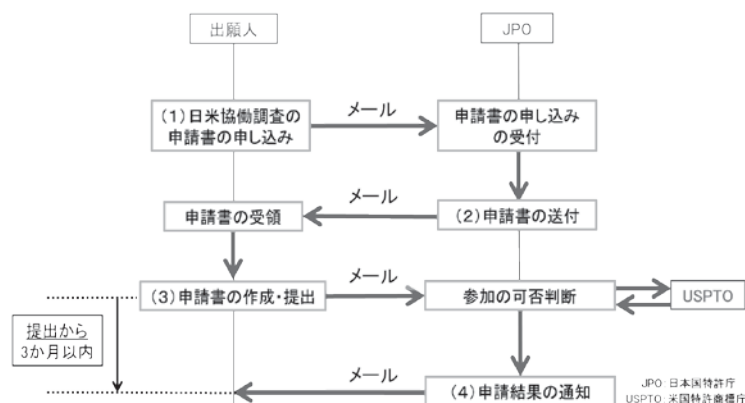 出願人
JPO
(1)日米協働調査の
申請書の申し込み
メール
申請書の申し込み
の受付
メール
申請書の受領
(2)申請書の送付
メール
(3)申請書の作成・提出
参加の可否判断
USPTO
提出から
3か月以内
メール
(4)申請結果の通知
JPO:日本国特許庁
USPTO:米国特許商標庁